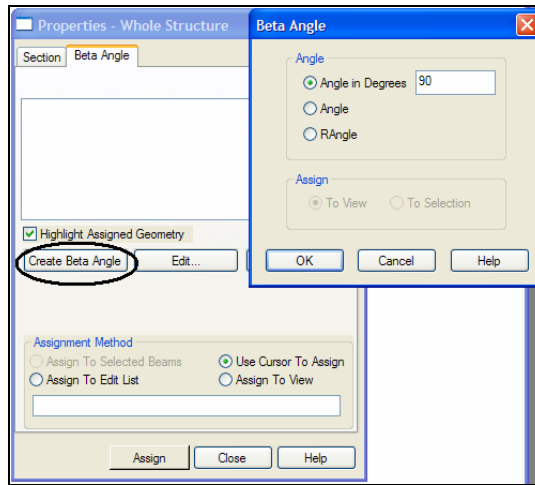 Properties - Whole Structure
Section Beta Angle
Highlight Assigned Geometry
Create Beta Angle Edit...
Assignment Method
Assign To Selected Beams Use Cursor To Assign
Assign To Edit List Assign To View
Assign Close Help
Beta Angle
Angle
Angle in Degrees 90
Angle
RAngle
Assign
To View To Selection
OK Cancel Help